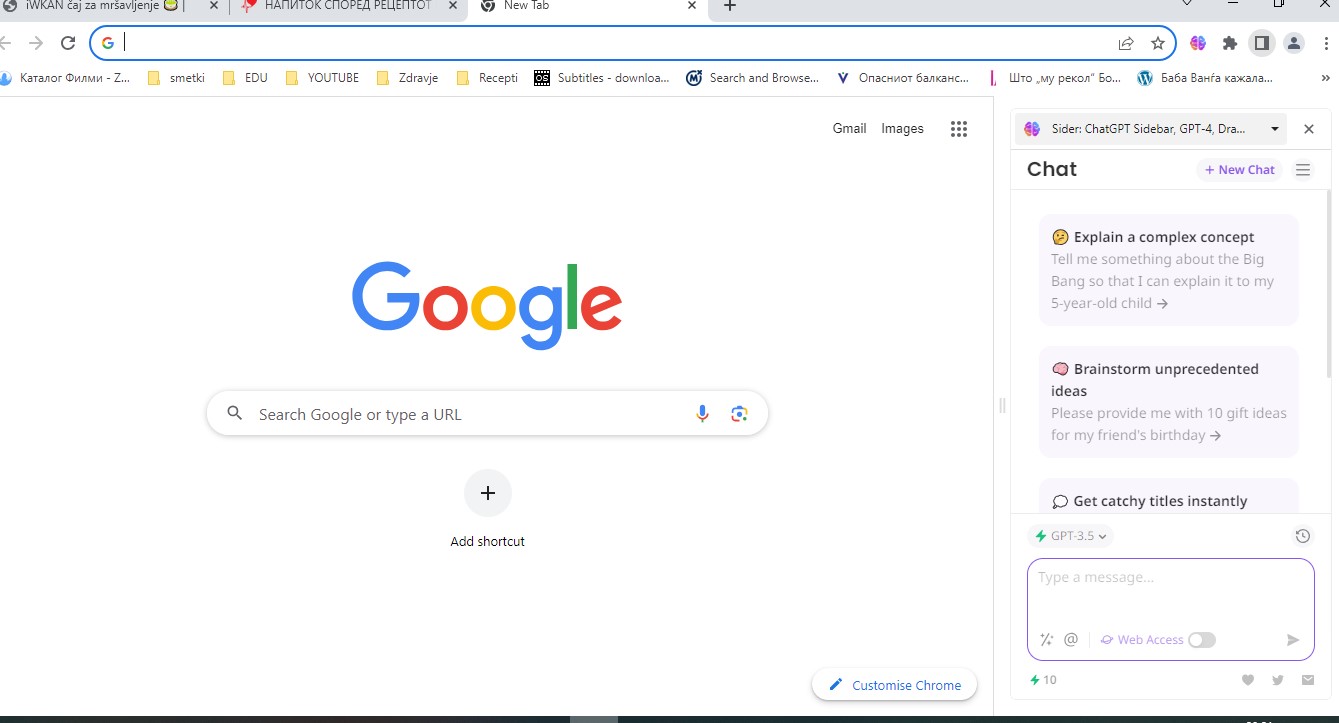 iWKAN čaj za mršavljenje 🍵 |
НАПИТОК СПОРЕД РЕЦЕПТОТ
New Tab
Каталог Филми - Z...
smetki
EDU
YOUTUBE
Zdravje
Recepti
OS
Subtitles - downloa...
Search and Browse...
Опасниот балканс...
Што „му рекол“ Бо...
Баба Ванѓа кажала...
»
Gmail
Images
Google
Search Google or type a URL
Add shortcut
Customise Chrome
Sider: ChatGPT Sidebar, GPT-4, Dra...
Chat
+ New Chat
🤔 Explain a complex concept
Tell me something about the Big
Bang so that I can explain it to my
5-year-old child →
🧠 Brainstorm unprecedented
ideas
Please provide me with 10 gift ideas
for my friend's birthday →
💭 Get catchy titles instantly
GPT-3.5
Type a message...
@
Web Access
10